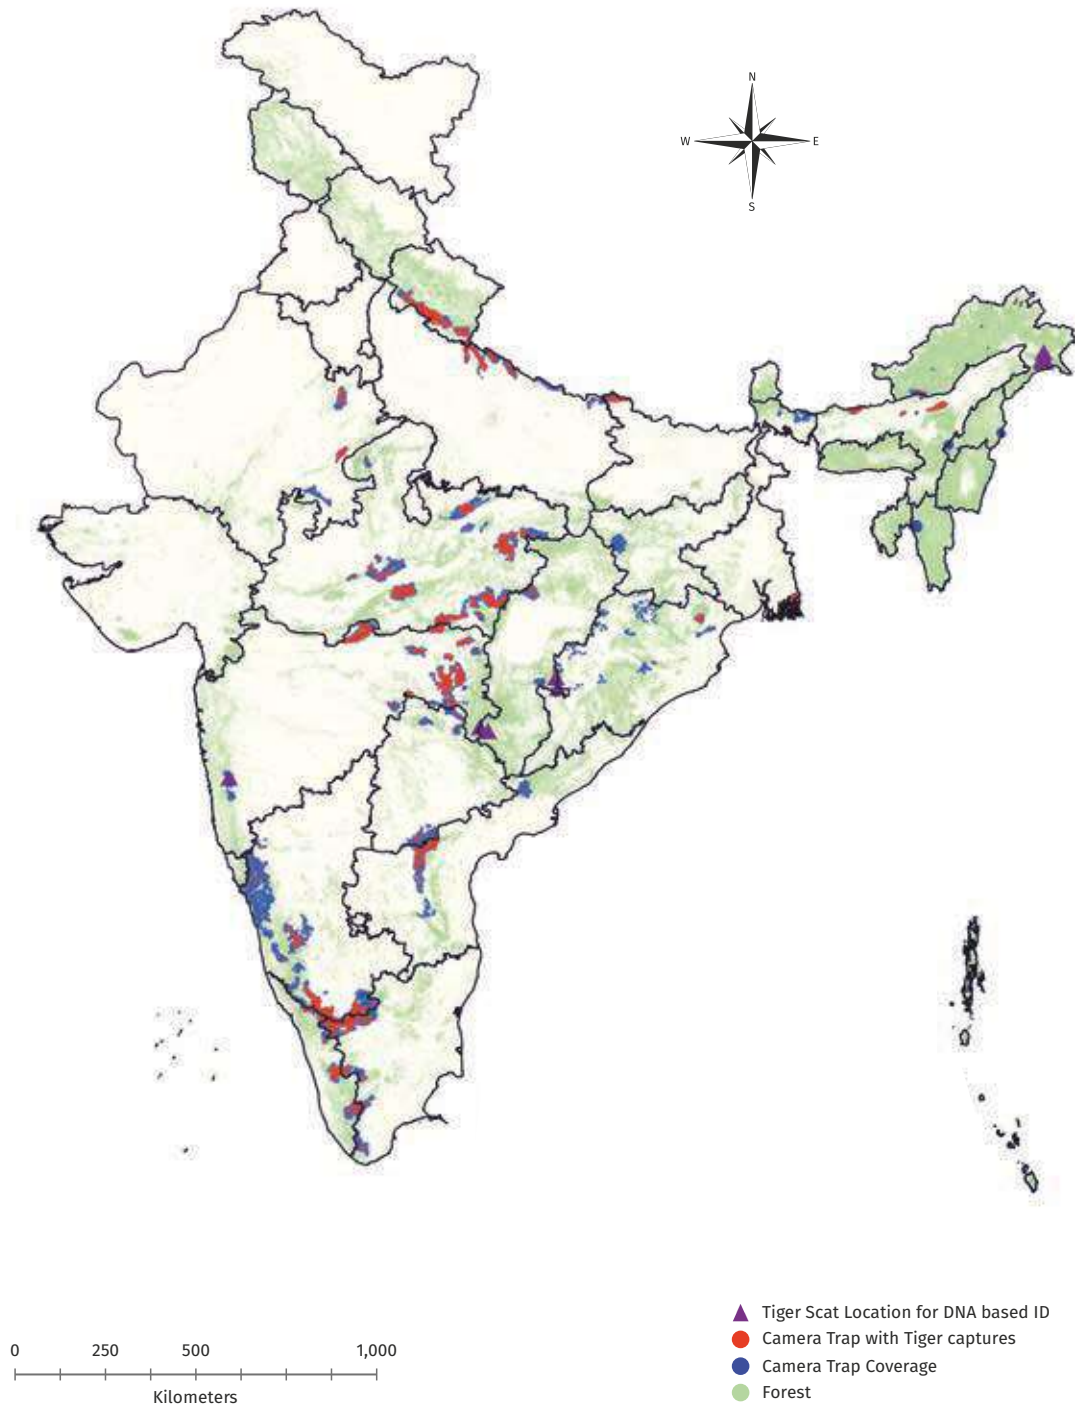 N
W E
S
Tiger Scat Location for DNA based ID
Camera Trap with Tiger captures
Camera Trap Coverage
Forest
0 250 500 1,000
Kilometers